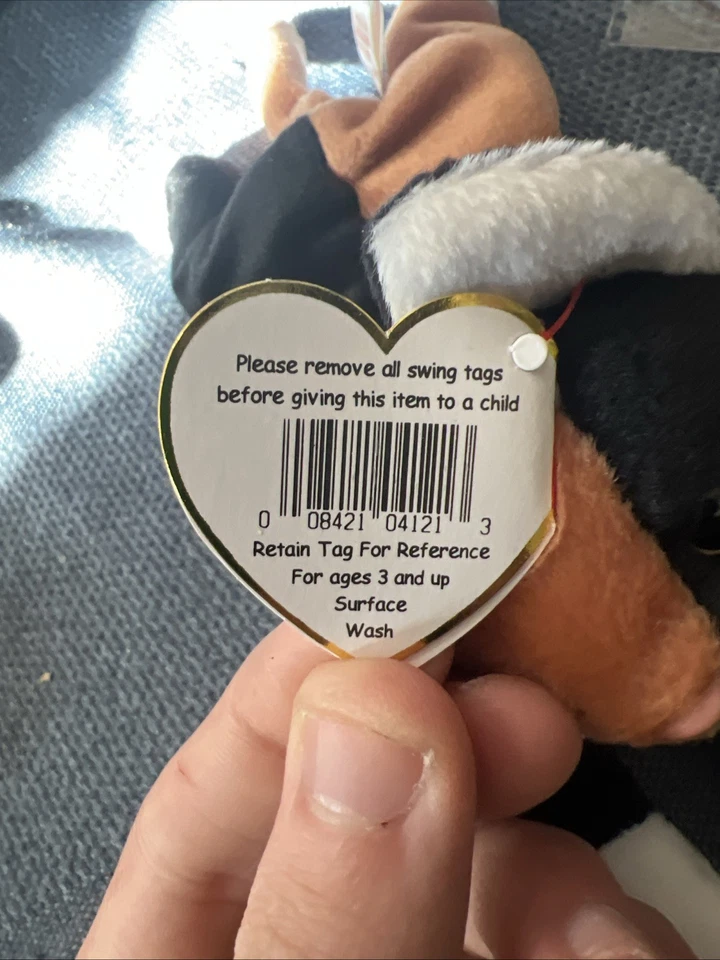 Please remove all swing tags
before giving this item to a child
0 08421 04121 3
Retain Tag For Reference
For ages 3 and up
Surface
Wash